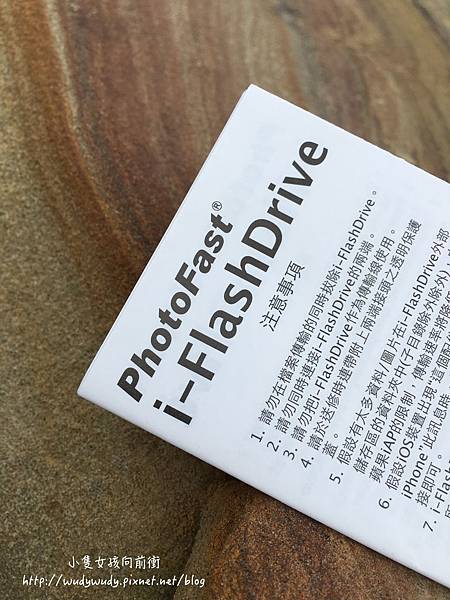 PhotoFast®
i-FlashDrive
注意事項
1. 請勿在檔案傳輸的同時拔除i-FlashDrive。
2. 請勿同時連接i-FlashDrive的兩端。
3. 請勿把i-FlashDrive作為傳輸線使用。
4. 請於送修時連帶附上兩端接頭之透明保護
蓋。
5. 假設有太多資料/圖片在i-FlashDrive外部
儲存區的資料夾中(子目錄除外)
蘋果iAP的限制，傳輸接率將降
6. 假設iOS裝置出現"這個配
iPhone"此訊息時
接即可。
7. i-Flash
小隻女孩向前衝
http://wudywudy.pixnet.net/blog